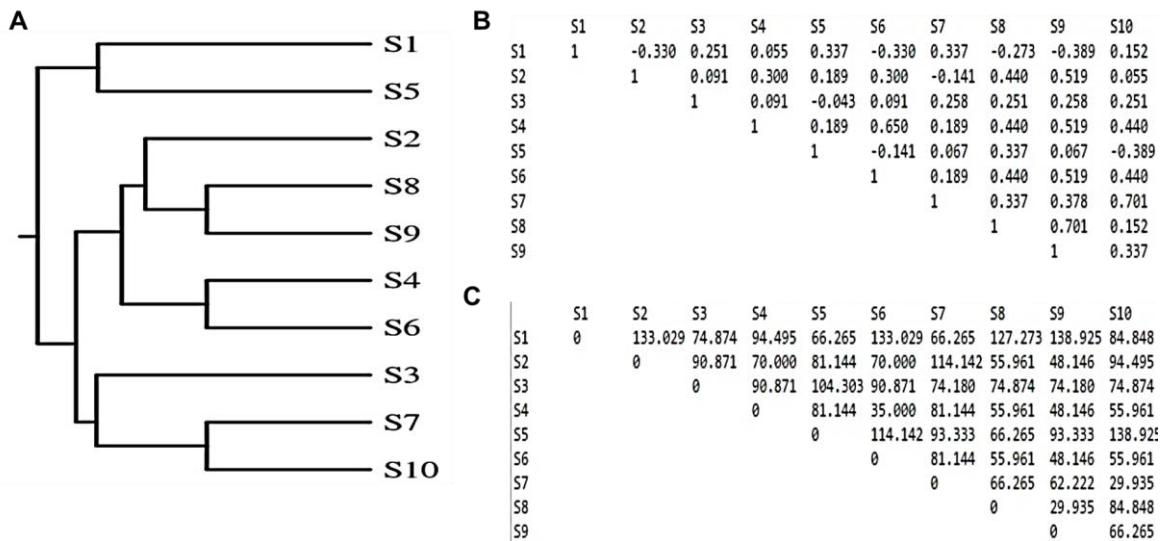 A
S1
S5
S2
S8
S9
S4
S6
S3
S7
S10
B
S1 S2 S3 S4 S5 S6 S7 S8 S9 S10
S1 1 -0.330 0.251 0.055 0.337 -0.330 0.337 -0.273 -0.389 0.152
S2 1 0.091 0.300 0.189 0.300 -0.141 0.440 0.519 0.055
S3 1 0.091 -0.043 0.091 0.258 0.251 0.258 0.251
S4 1 0.189 0.650 0.189 0.440 0.519 0.440
S5 1 -0.141 0.067 0.337 0.067 -0.389
S6 1 0.189 0.440 0.519 0.440
S7 1 0.337 0.378 0.701
S8 1 0.701 0.152
S9 1 0.337
C
S1 S2 S3 S4 S5 S6 S7 S8 S9 S10
S1 0 133.029 74.874 94.495 66.265 133.029 66.265 127.273 138.925 84.848
S2 0 90.871 70.000 81.144 70.000 114.142 55.961 48.146 94.495
S3 0 90.871 104.303 90.871 74.180 74.874 74.180 74.874
S4 0 81.144 35.000 81.144 55.961 48.146 55.961
S5 0 114.142 93.333 66.265 93.333 138.925
S6 0 81.144 55.961 48.146 55.961
S7 0 66.265 62.222 29.935
S8 0 29.935 84.848
S9 0 66.265